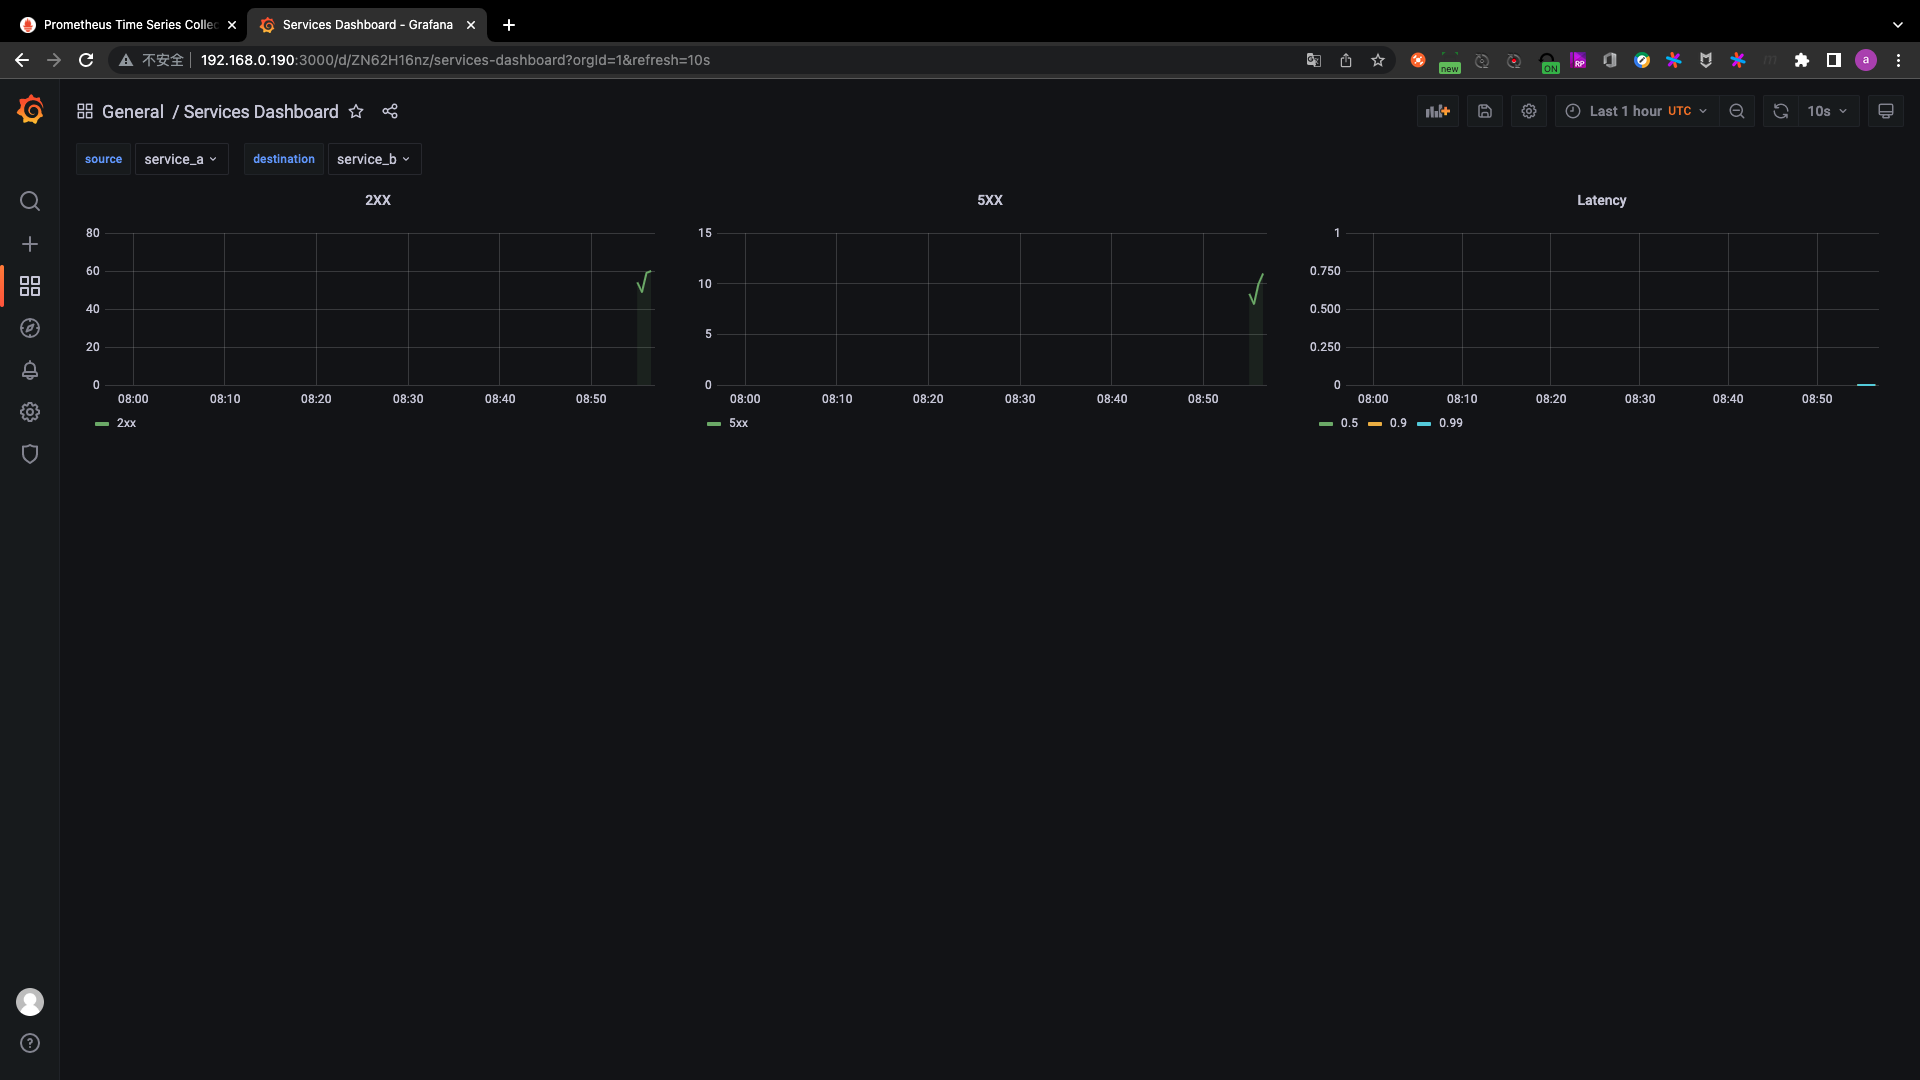 Prometheus Time Series Collec
Services Dashboard - Grafana
不安全
192.168.0.190:3000/d/ZN62H16nz/services-dashboard?orgId=1&refresh=10s
new
ON
RP
a
General / Services Dashboard
Last 1 hour UTC
10s
source service_a
destination service_b
2XX
80
60
40
20
0
08:00 08:10 08:20 08:30 08:40 08:50
2xx
5XX
15
10
5
0
08:00 08:10 08:20 08:30 08:40 08:50
5xx
Latency
1
0.750
0.500
0.250
0
08:00 08:10 08:20 08:30 08:40 08:50
0.5 0.9 0.99